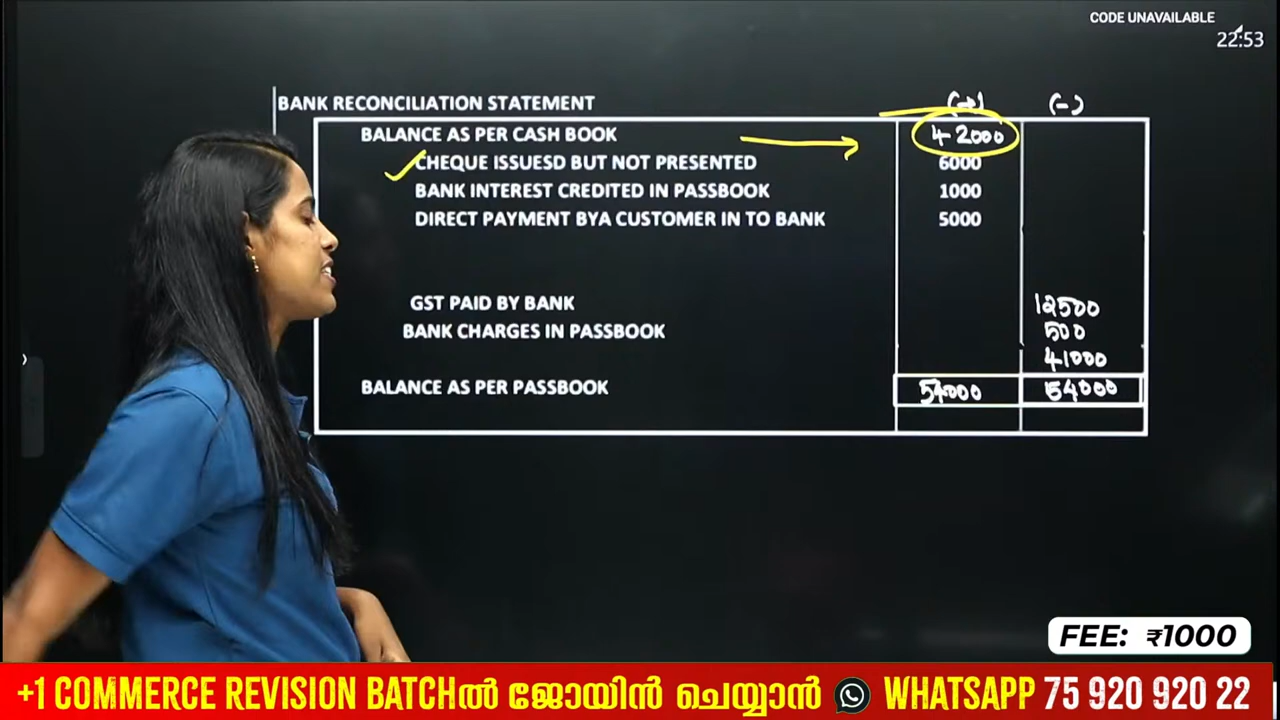 CODE UNAVAILABLE
22:53
BANK RECONCILIATION STATEMENT (+) (-)
BALANCE AS PER CASH BOOK 42000
CHEQUE ISSUESD BUT NOT PRESENTED 6000
BANK INTEREST CREDITED IN PASSBOOK 1000
DIRECT PAYMENT BYA CUSTOMER IN TO BANK 5000
GST PAID BY BANK 12500
BANK CHARGES IN PASSBOOK 500
41000
BALANCE AS PER PASSBOOK 54000 54000
FEE: ₹1000
+1 COMMERCE REVISION BATCHൽ ജോയിൻ ചെയ്യാൻ WHATSAPP 75 920 920 22